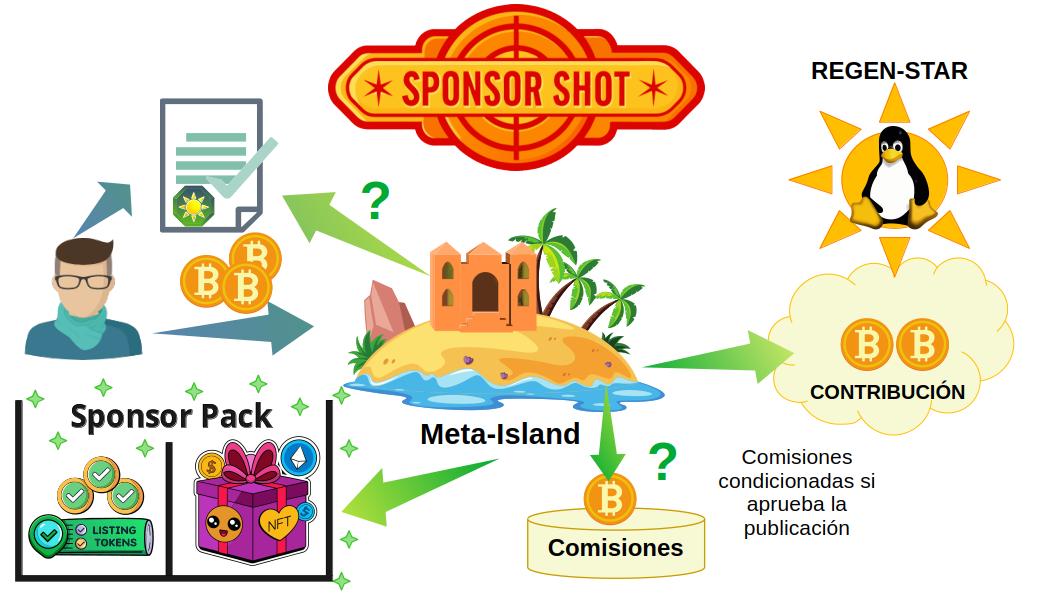 SPONSOR SHOT
REGEN-STAR
?
CONTRIBUCIÓN
Meta-Island
?
Comisiones
condicionadas si
aprueba la
publicación
Comisiones
Sponsor Pack
LISTING
TOKENS
$
NFT
$